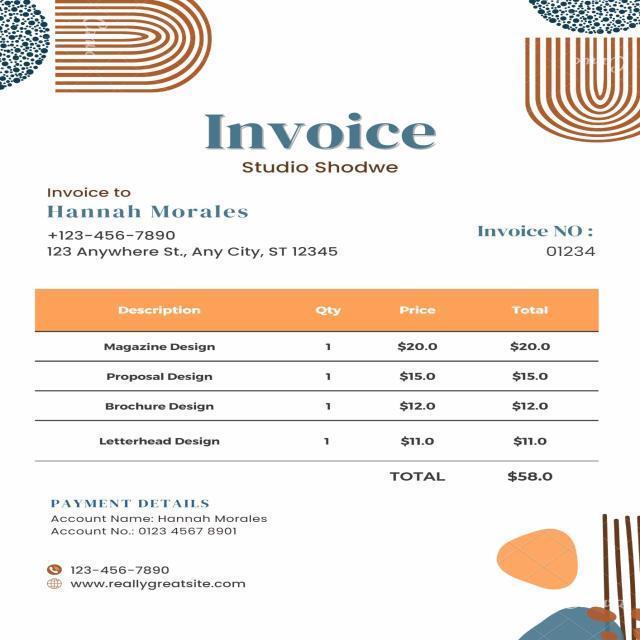 Invoice
Studio Shodwe
Invoice to
Hannah Morales
+123-456-7890
123 Anywhere St., Any City, ST 12345
Invoice NO :
01234
Description Qty Price Total
Magazine Design 1 $20.0 $20.0
Proposal Design 1 $15.0 $15.0
Brochure Design 1 $12.0 $12.0
Letterhead Design 1 $11.0 $11.0
TOTAL $58.0
PAYMENT DETAILS
Account Name: Hannah Morales
Account No.: 0123 4567 8901
123-456-7890
www.reallygreatsite.com